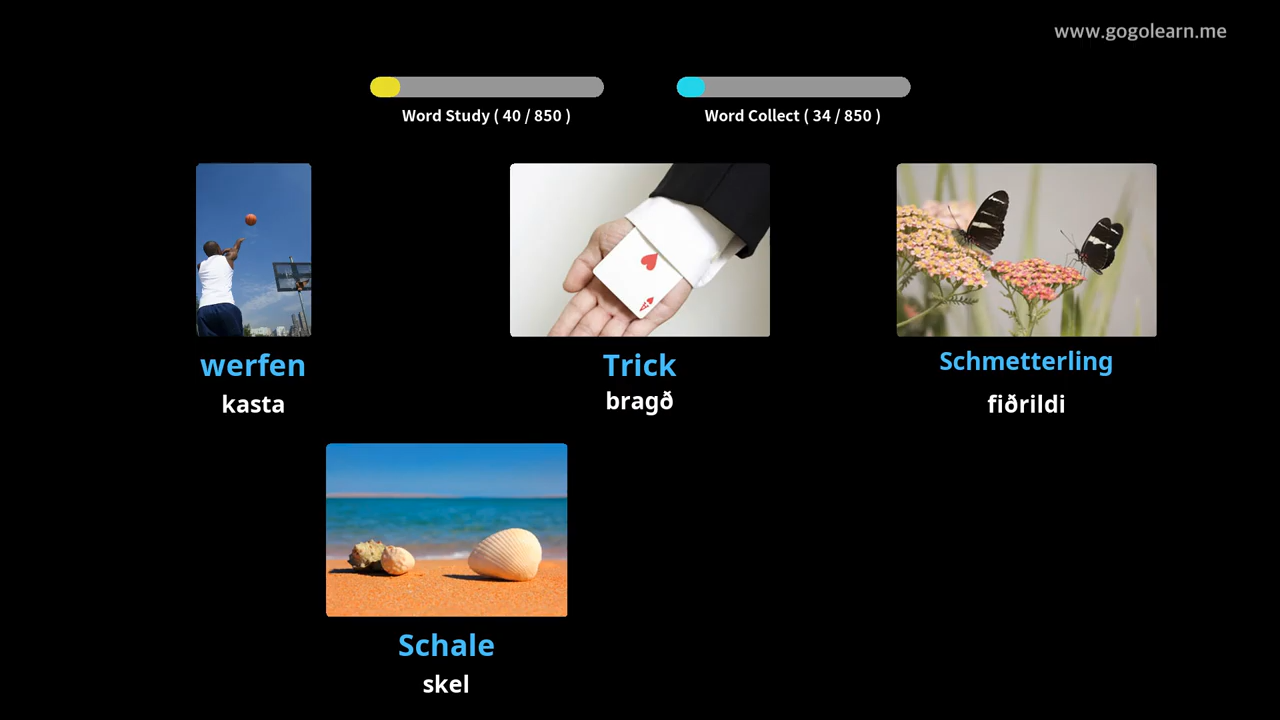 www.gogolearn.me
Word Study ( 40 / 850 )
Word Collect ( 34 / 850 )
werfen
kasta
Trick
bragð
Schmetterling
fiðrildi
Schale
skel